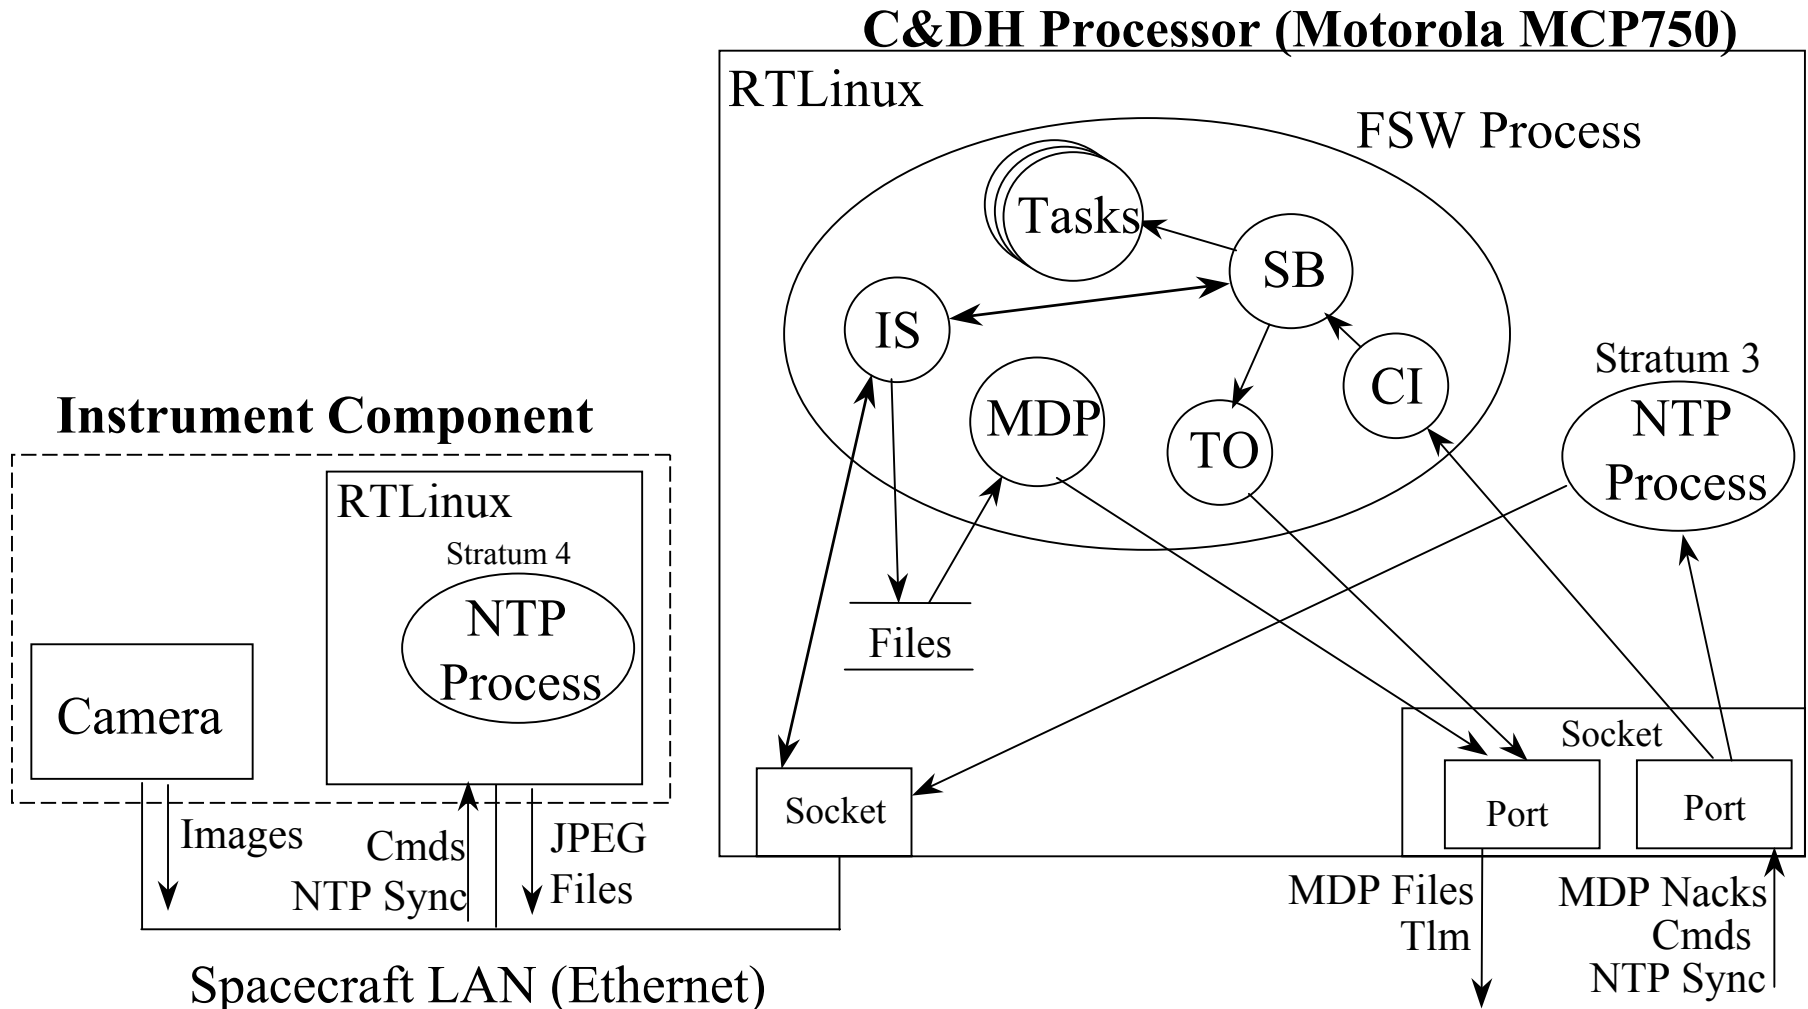 C&DH Processor (Motorola MCP750)
RTLinux
FSW Process
Tasks
SB
IS
CI
MDP
TO
Stratum 3
NTP
Process
Files
Socket
Socket
Port
Port
MDP Files
Tlm
MDP Nacks
Cmds
NTP Sync
Instrument Component
RTLinux
Stratum 4
NTP
Process
Camera
Images
Cmds
NTP Sync
JPEG
Files
Spacecraft LAN (Ethernet)